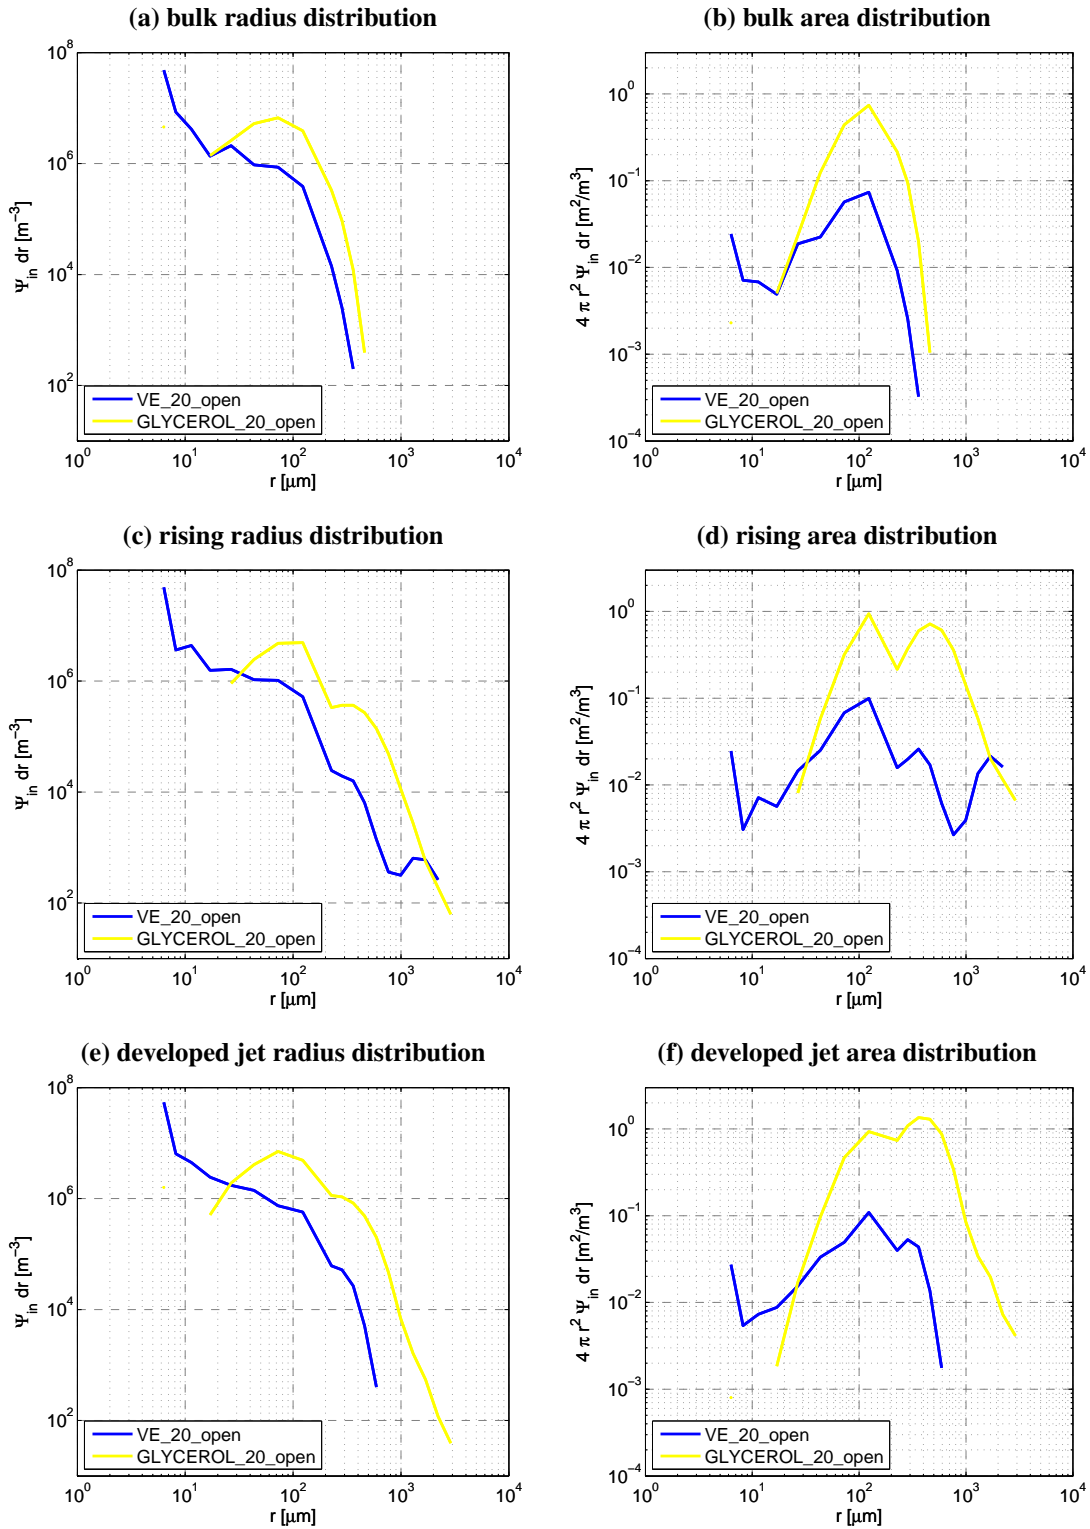 (a) bulk radius distribution
10^8
10^6
10^4
10^2
Ψ_in dr [m^−3]
VE_20_open
GLYCEROL_20_open
10^0 10^1 10^2 10^3 10^4
r [μm]
(b) bulk area distribution
10^0
10^−1
10^−2
10^−3
10^−4
4 π r^2 Ψ_in dr [m^2/m^3]
VE_20_open
GLYCEROL_20_open
10^0 10^1 10^2 10^3 10^4
r [μm]
(c) rising radius distribution
10^8
10^6
10^4
10^2
Ψ_in dr [m^−3]
VE_20_open
GLYCEROL_20_open
10^0 10^1 10^2 10^3 10^4
r [μm]
(d) rising area distribution
10^0
10^−1
10^−2
10^−3
10^−4
4 π r^2 Ψ_in dr [m^2/m^3]
VE_20_open
GLYCEROL_20_open
10^0 10^1 10^2 10^3 10^4
r [μm]
(e) developed jet radius distribution
10^8
10^6
10^4
10^2
Ψ_in dr [m^−3]
VE_20_open
GLYCEROL_20_open
10^0 10^1 10^2 10^3 10^4
r [μm]
(f) developed jet area distribution
10^0
10^−1
10^−2
10^−3
10^−4
4 π r^2 Ψ_in dr [m^2/m^3]
VE_20_open
GLYCEROL_20_open
10^0 10^1 10^2 10^3 10^4
r [μm]